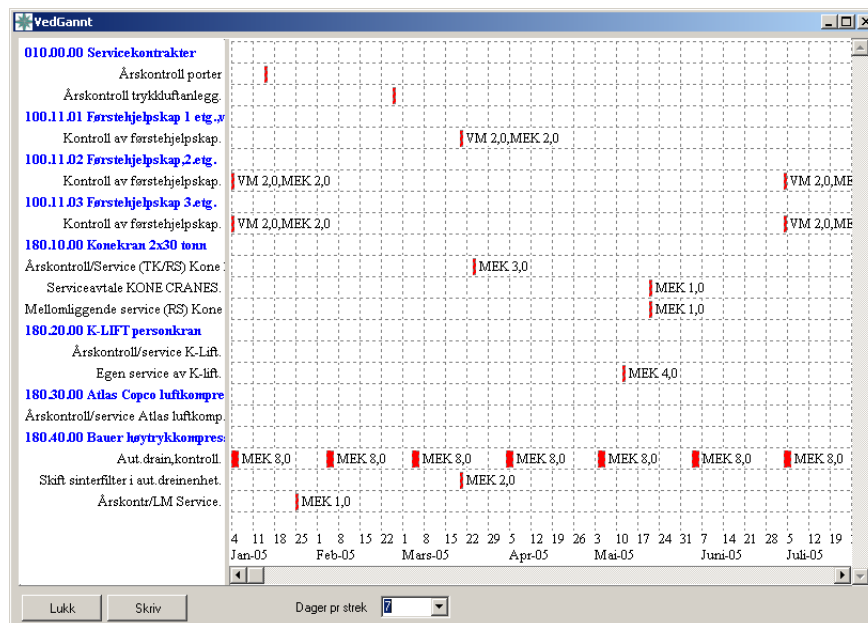 VedGannt
010.00.00 Servicekontrakter
Årskontroll porter
Årskontroll trykkluftanlegg.
100.11.01 Førstehjelpskap 1 etg.,v
Kontroll av førstehjelpskap. VM 2,0,MEK 2,0
100.11.02 Førstehjelpskap,2.etg.
Kontroll av førstehjelpskap. VM 2,0,MEK 2,0 VM 2,0,ME
100.11.03 Førstehjelpskap 3.etg.
Kontroll av førstehjelpskap. VM 2,0,MEK 2,0 VM 2,0,ME
180.10.00 Konekran 2x30 tonn
Årskontroll/Service (TK/RS) Kone MEK 3,0
Serviceavtale KONE CRANES. MEK 1,0
Mellomliggende service (RS) Kone MEK 1,0
180.20.00 K-LIFT personkran
Årskontroll/service K-Lift.
Egen service av K-lift. MEK 4,0
180.30.00 Atlas Copco luftkompre
Årskontroll/service Atlas luftkomp.
180.40.00 Bauer høytrykkompres
Aut.drain,kontroll. MEK 8,0 MEK 8,0 MEK 8,0 MEK 8,0 MEK 8,0 MEK 8,0 MEK 8,0
Skift sinterfilter i aut.dreinenhet. MEK 2,0
Årskontr/LM Service. MEK 1,0
4 11 18 25 1 8 15 22 1 8 15 22 29 5 12 19 26 3 10 17 24 31 7 14 21 28 5 12 19
Jan-05 Feb-05 Mars-05 Apr-05 Mai-05 Juni-05 Juli-05
Lukk Skriv Dager pr strek 7